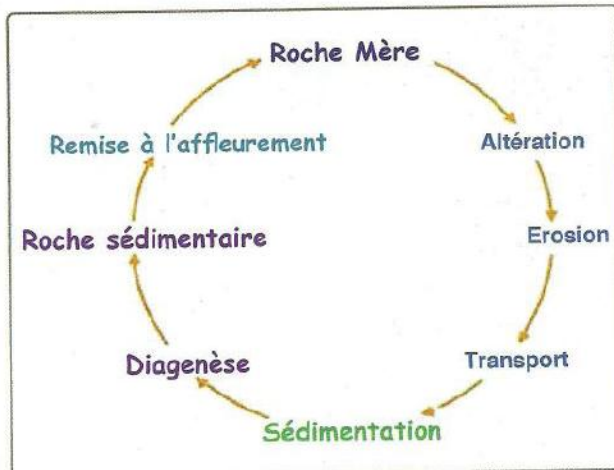 Roche Mère
Altération
Erosion
Transport
Sédimentation
Diagenèse
Roche sédimentaire
Remise à l'affleurement